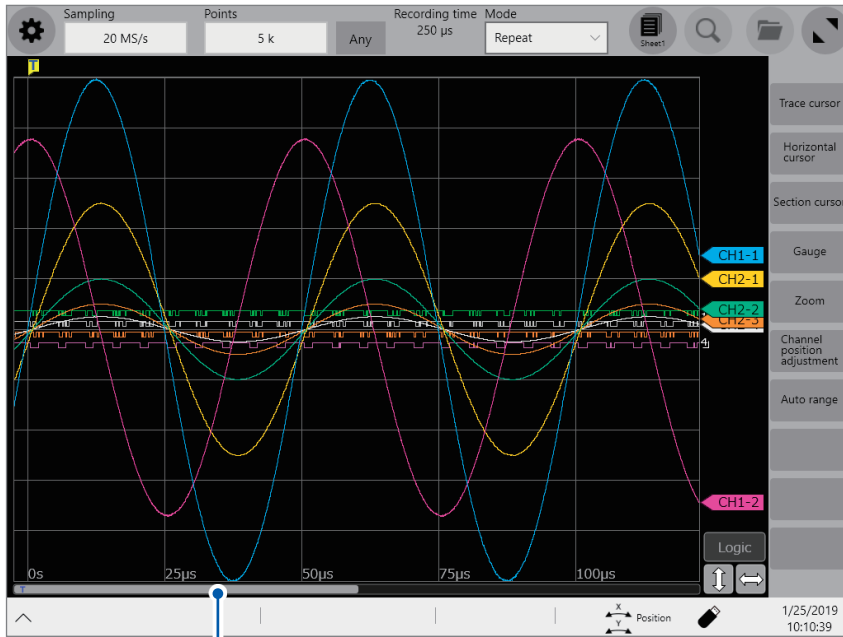 Sampling
20 MS/s
Points
5 k
Any
Recording time
250 µs
Mode
Repeat
Sheet1
T
Trace cursor
Horizontal
cursor
Section cursor
Gauge
Zoom
Channel
position
adjustment
Auto range
CH1-1
CH2-1
CH2-2
CH2-3
CH1-2
0s
25µs
50µs
75µs
100µs
Logic
T
X
Y
Position
1/25/2019
10:10:39